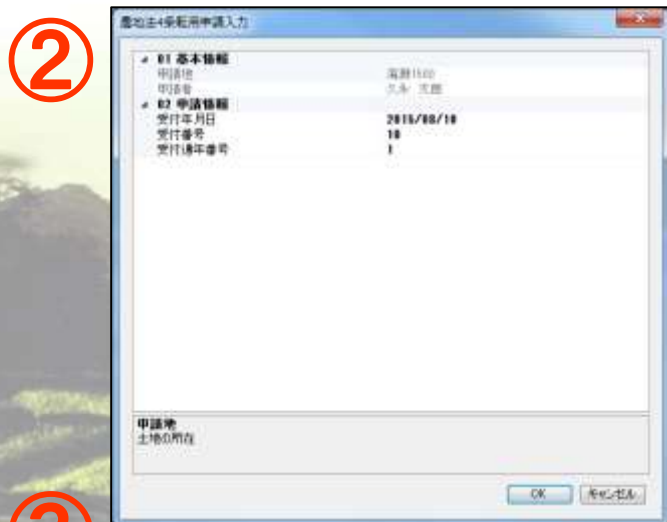 ②
農地法4条転用申請入力
01 基本情報
申請地
申請者
02 申請情報
受付年月日 2015/08/10
受付番号 10
受付通年番号 1
申請地
土地の所在
OK キャンセル